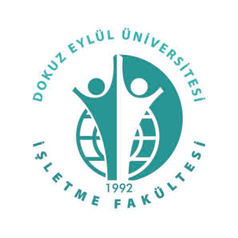 DOKUZ EYLÜL ÜNİVERSİTESİ
1992
İŞLETME FAKÜLTESİ